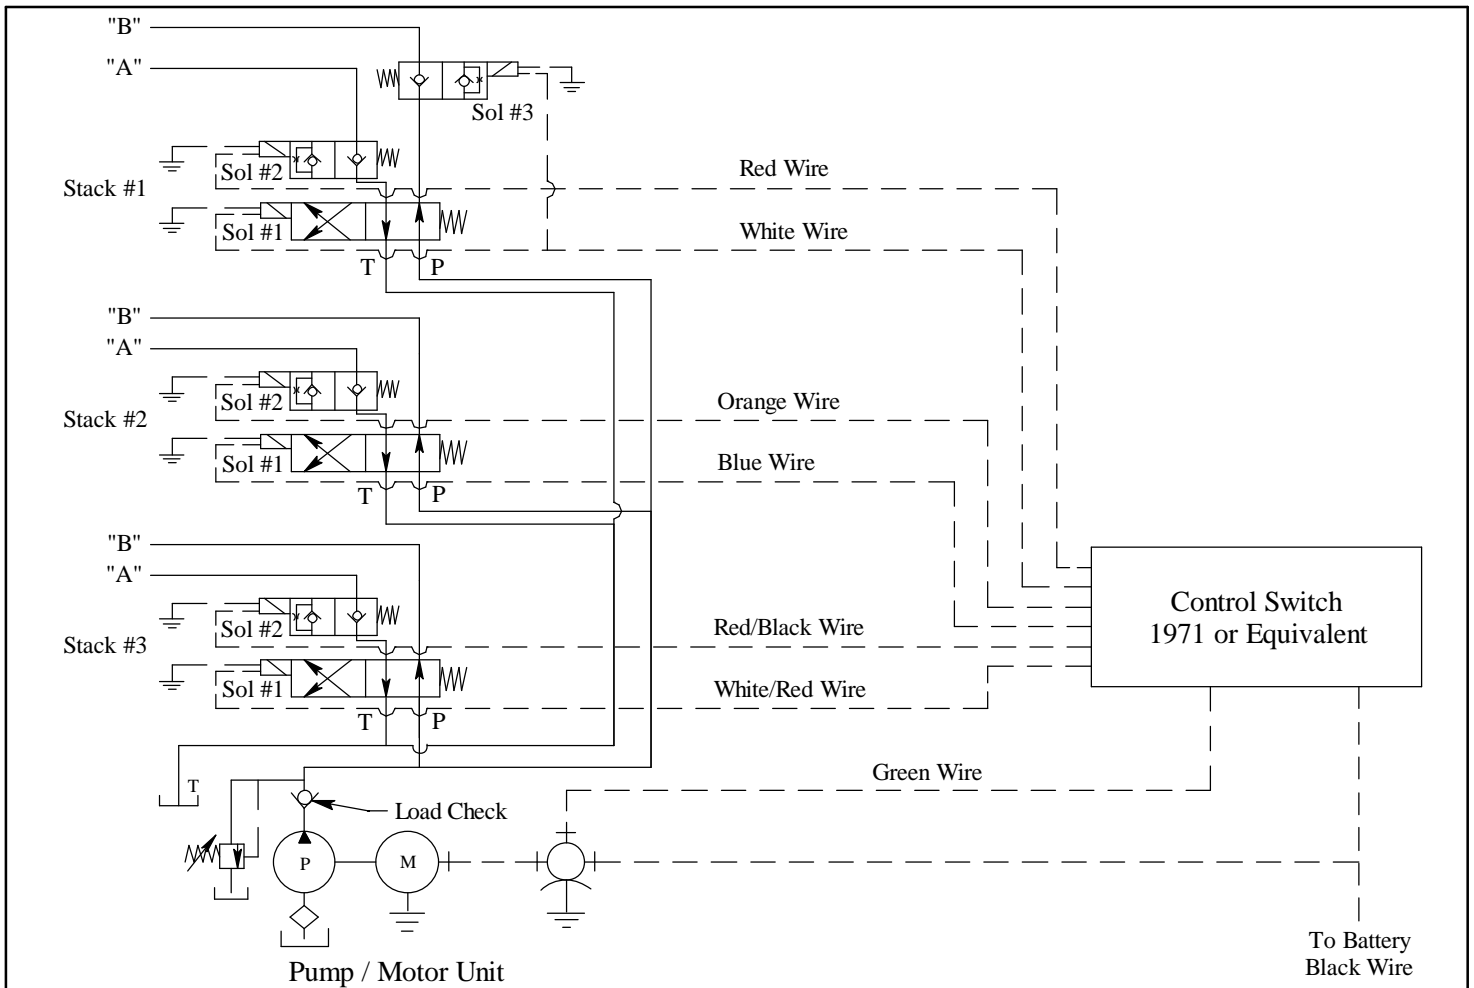 "B"
"A"
Sol #3
Sol #2
Red Wire
Stack #1
Sol #1
White Wire
T
P
"B"
"A"
Sol #2
Orange Wire
Stack #2
Sol #1
Blue Wire
T
P
"B"
"A"
Control Switch
1971 or Equivalent
Sol #2
Red/Black Wire
Stack #3
Sol #1
White/Red Wire
T
P
Green Wire
T
Load Check
P
M
To Battery
Black Wire
Pump / Motor Unit